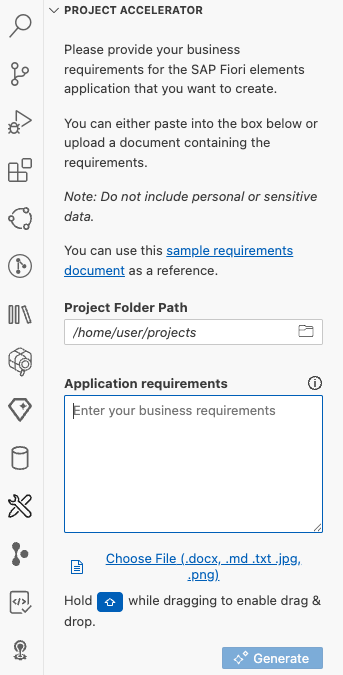 PROJECT ACCELERATOR
Please provide your business
requirements for the SAP Fiori elements
application that you want to create.
You can either paste into the box below or
upload a document containing the
requirements.
Note: Do not include personal or sensitive
data.
You can use this sample requirements
document as a reference.
Project Folder Path
/home/user/projects
Application requirements
Enter your business requirements
Choose File (.docx, .md .txt .jpg,
.png)
Hold while dragging to enable drag &
drop.
Generate